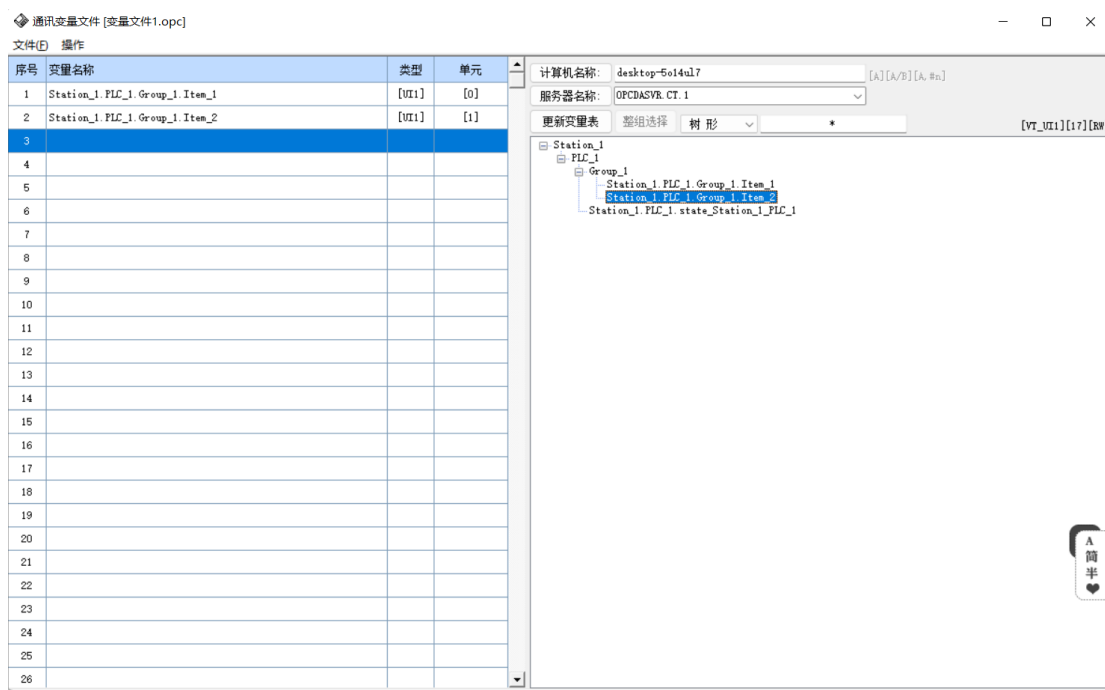 通讯变量文件 [变量文件1.opc]
文件(F) 操作
序号 变量名称 类型 单元
1 Station_1.PLC_1.Group_1.Item_1 [UI1] [0]
2 Station_1.PLC_1.Group_1.Item_2 [UI1] [1]
3
4
5
6
7
8
9
10
11
12
13
14
15
16
17
18
19
20
21
22
23
24
25
26
计算机名称: desktop-5o14ul7 [A][A/B][A,#n]
服务器名称: OPCDASVR.CT.1
更新变量表 整组选择 树 形 * [VT_UI1][17][RW
Station_1
PLC_1
Group_1
Station_1.PLC_1.Group_1.Item_1
Station_1.PLC_1.Group_1.Item_2
Station_1.PLC_1.state_Station_1_PLC_1
A
简
半